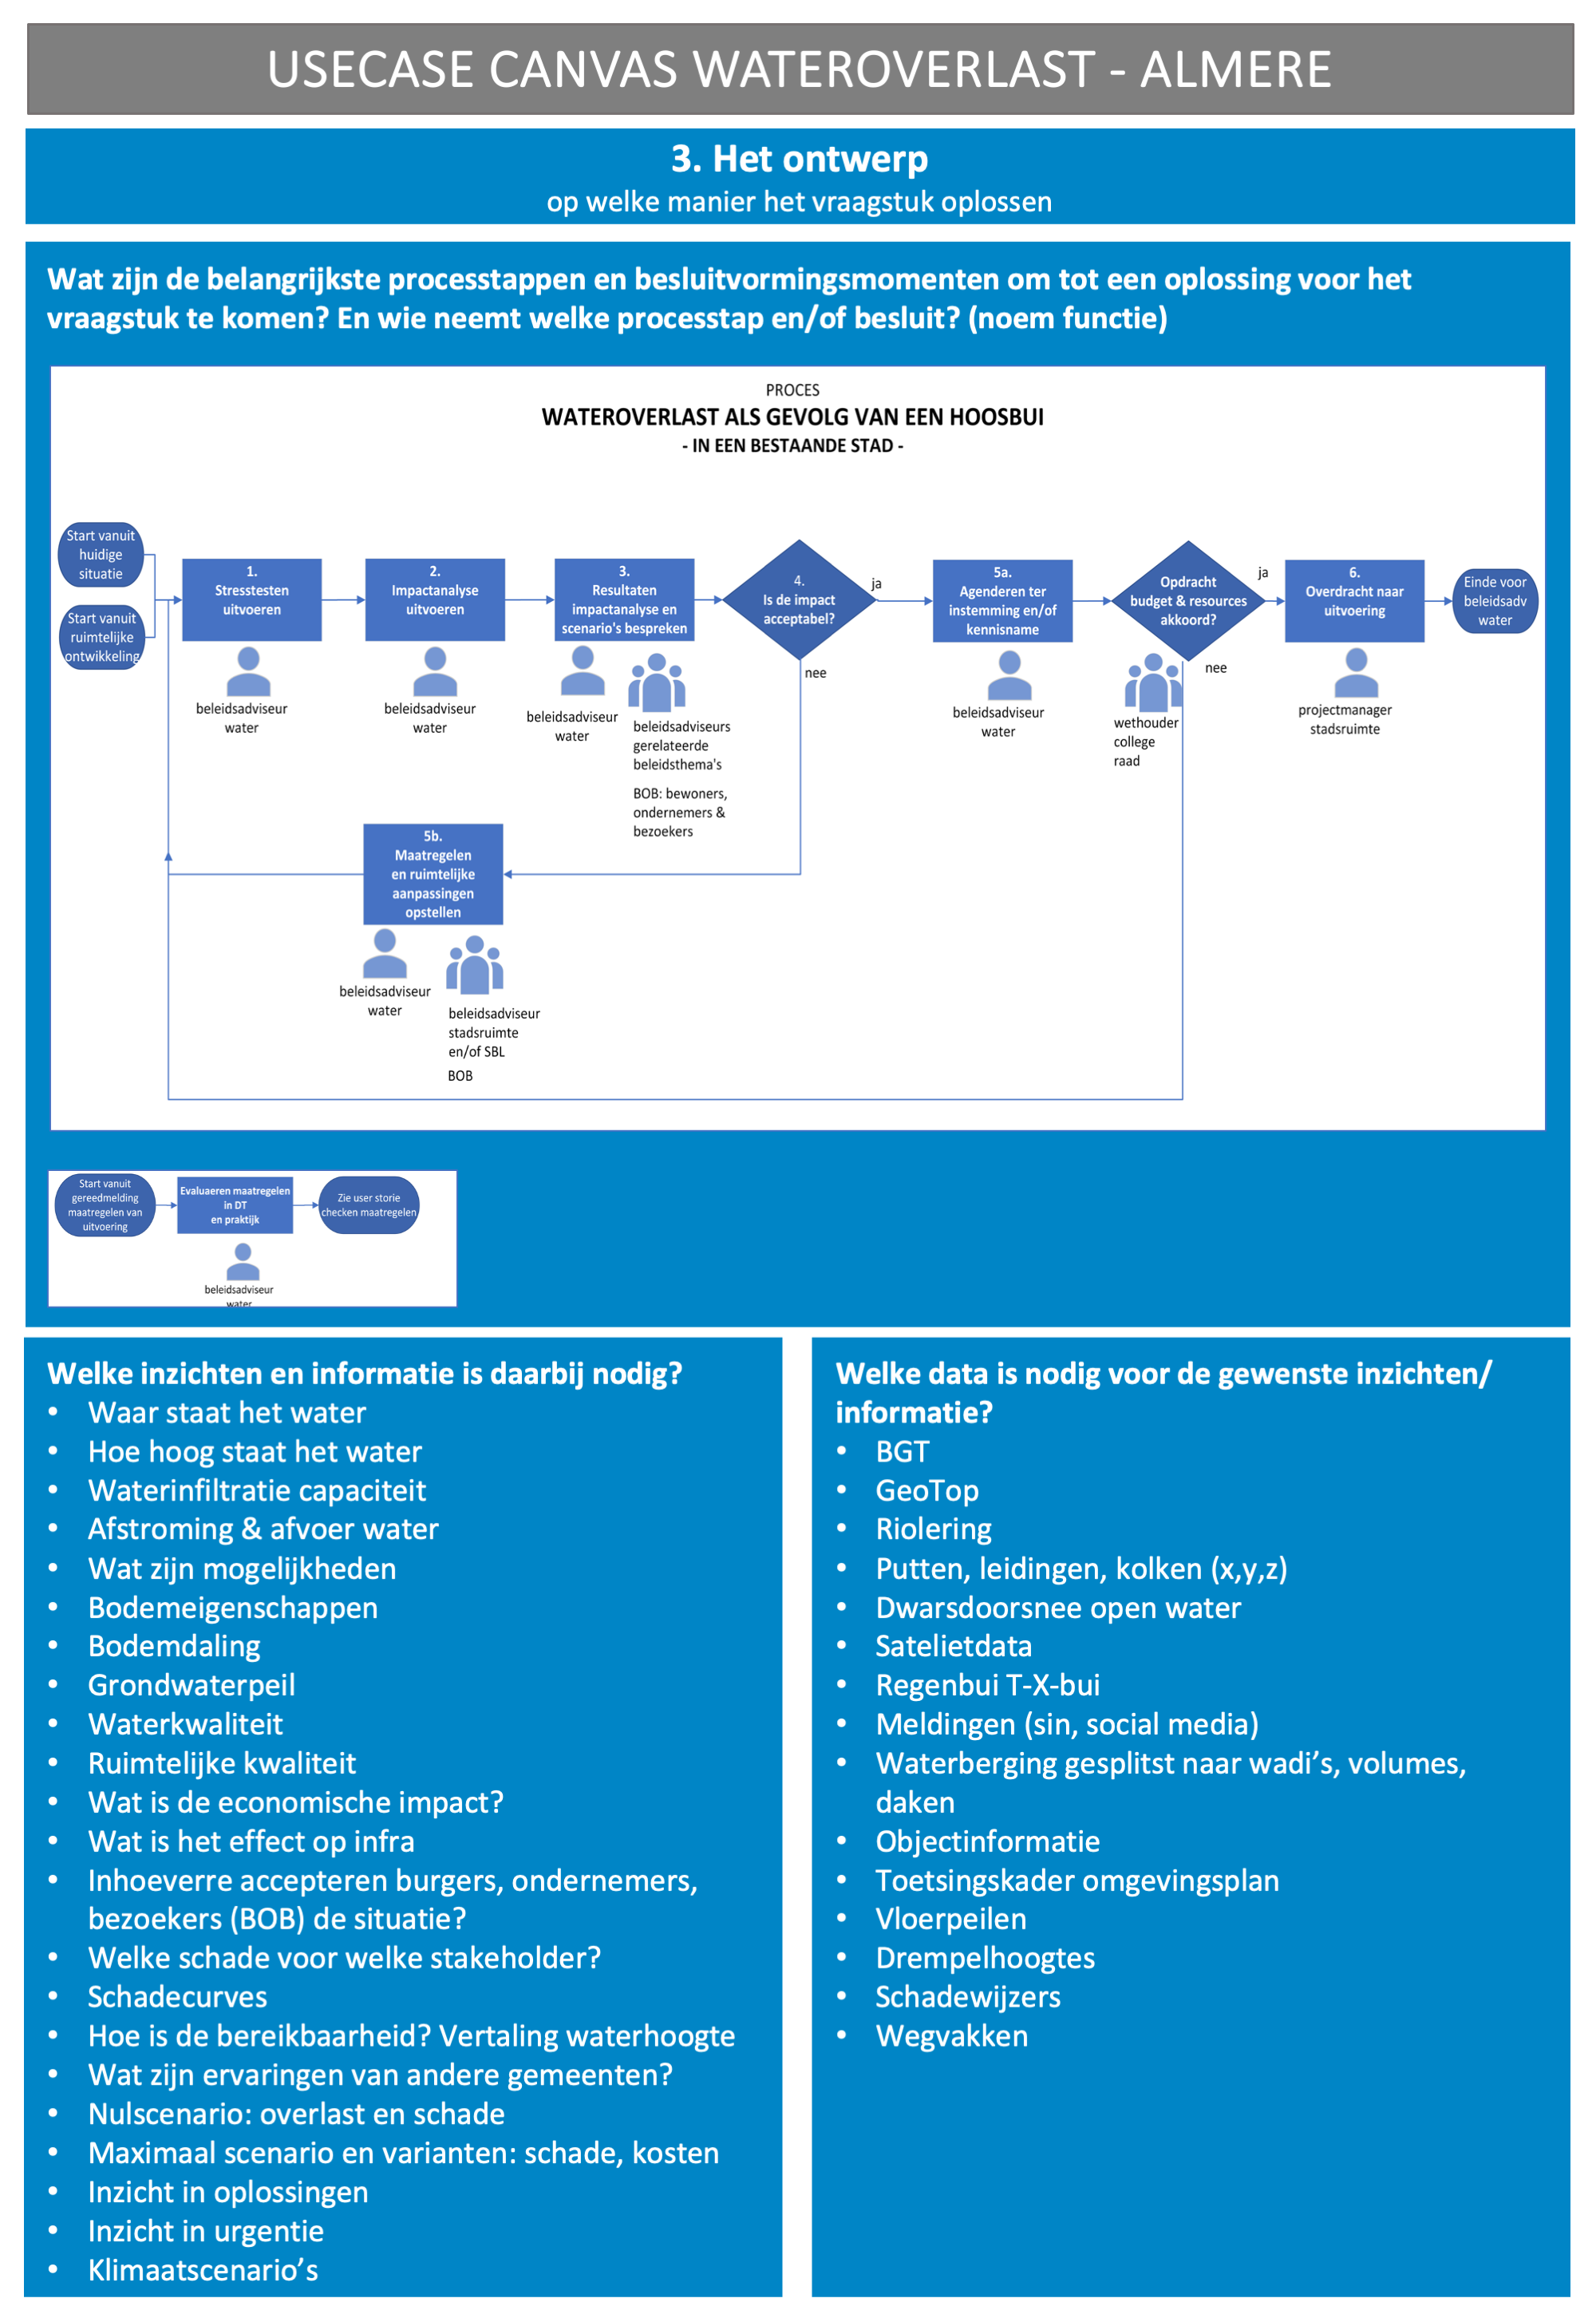 USECASE CANVAS WATEROVERLAST - ALMERE
3. Het ontwerp
op welke manier het vraagstuk oplossen
Wat zijn de belangrijkste processtappen en besluitvormingsmomenten om tot een oplossing voor het
vraagstuk te komen? En wie neemt welke processtap en/of besluit? (noem functie)
PROCES
WATEROVERLAST ALS GEVOLG VAN EEN HOOSBUI
- IN EEN BESTAANDE STAD -
Start vanuit
huidige
situatie
Start vanuit
ruimtelijke
ontwikkeling
1.
Stresstesten
uitvoeren
beleidsadviseur
water
2.
Impactanalyse
uitvoeren
beleidsadviseur
water
3.
Resultaten
impactanalyse en
scenario's bespreken
beleidsadviseur
water
beleidsadviseurs
gerelateerde
beleidsthema's
BOB: bewoners,
ondernemers &
bezoekers
4.
Is de impact
acceptabel?
ja
nee
5a.
Agenderen ter
instemming en/of
kennisname
beleidsadviseur
water
Opdracht
budget & resources
akkoord?
ja
nee
wethouder
college
raad
6.
Overdracht naar
uitvoering
projectmanager
stadsruimte
Einde voor
beleidsadv
water
5b.
Maatregelen
en ruimtelijke
aanpassingen
opstellen
beleidsadviseur
water
beleidsadviseur
stadsruimte
en/of SBL
BOB
Start vanuit
gereedmelding
maatregelen van
uitvoering
Evaluaeren maatregelen
in DT
en praktijk
beleidsadviseur
water
Zie user storie
checken maatregelen
Welke inzichten en informatie is daarbij nodig?
• Waar staat het water
• Hoe hoog staat het water
• Waterinfiltratie capaciteit
• Afstroming & afvoer water
• Wat zijn mogelijkheden
• Bodemeigenschappen
• Bodemdaling
• Grondwaterpeil
• Waterkwaliteit
• Ruimtelijke kwaliteit
• Wat is de economische impact?
• Wat is het effect op infra
• Inhoeverre accepteren burgers, ondernemers,
bezoekers (BOB) de situatie?
• Welke schade voor welke stakeholder?
• Schadecurves
• Hoe is de bereikbaarheid? Vertaling waterhoogte
• Wat zijn ervaringen van andere gemeenten?
• Nulscenario: overlast en schade
• Maximaal scenario en varianten: schade, kosten
• Inzicht in oplossingen
• Inzicht in urgentie
• Klimaatscenario’s
Welke data is nodig voor de gewenste inzichten/
informatie?
• BGT
• GeoTop
• Riolering
• Putten, leidingen, kolken (x,y,z)
• Dwarsdoorsnee open water
• Satelietdata
• Regenbui T-X-bui
• Meldingen (sin, social media)
• Waterberging gesplitst naar wadi’s, volumes,
daken
• Objectinformatie
• Toetsingskader omgevingsplan
• Vloerpeilen
• Drempelhoogtes
• Schadewijzers
• Wegvakken